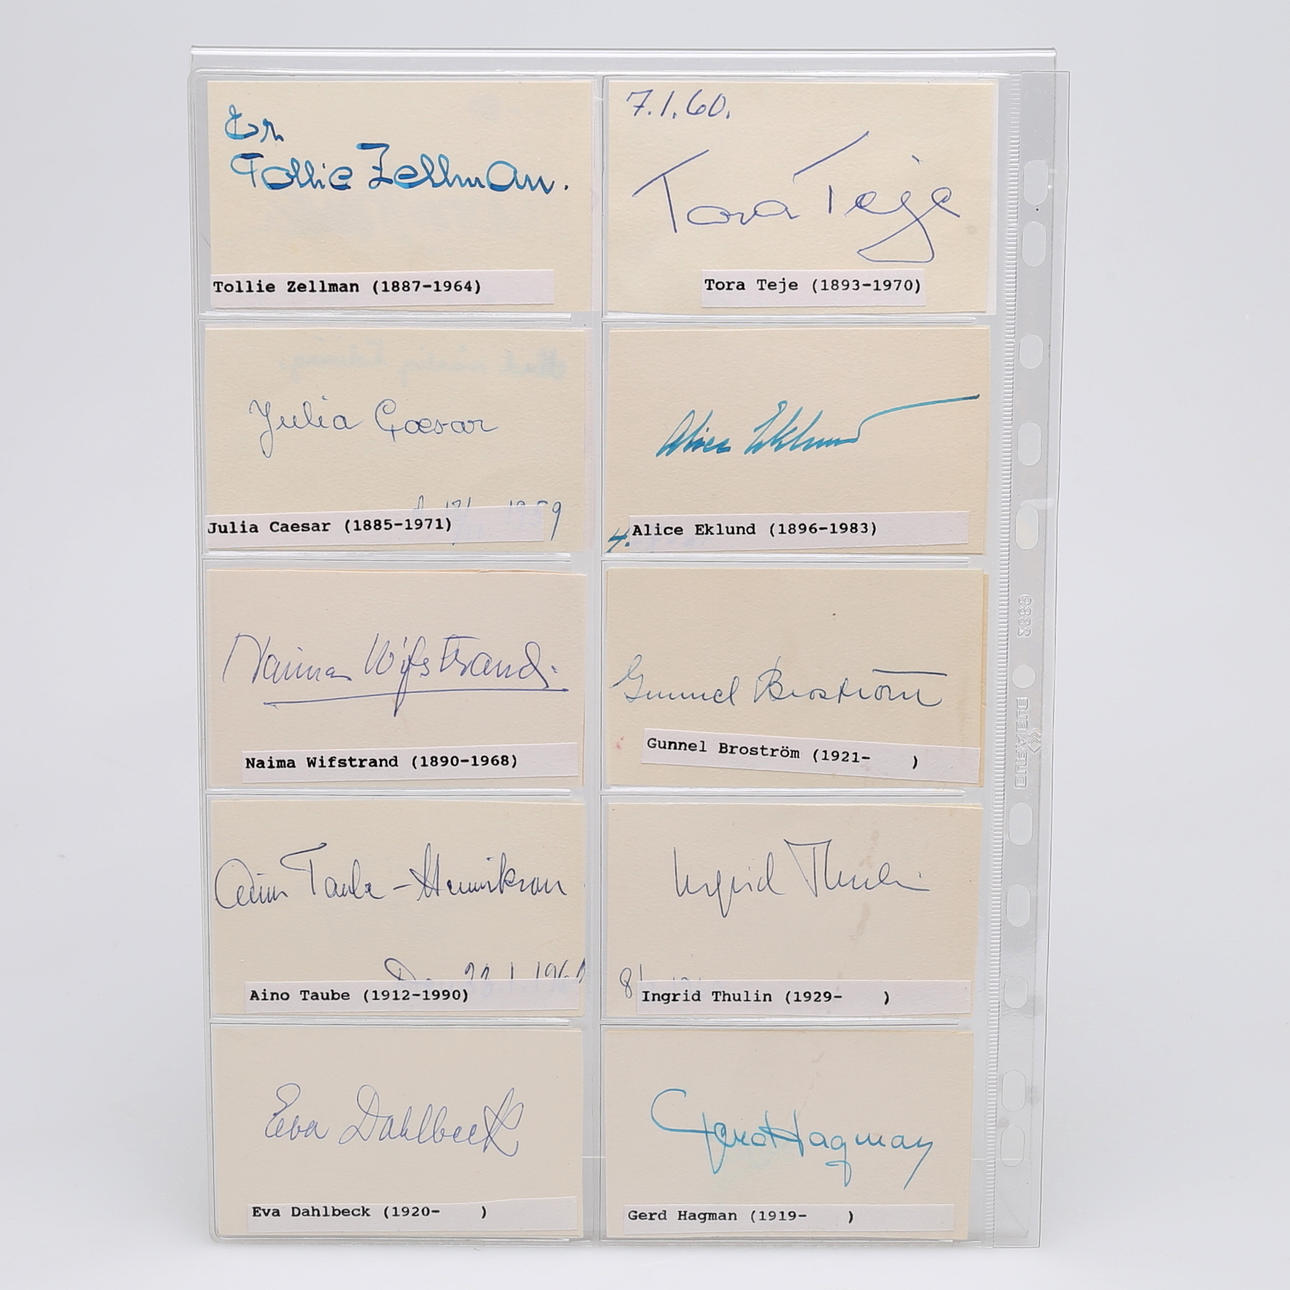 Er
Tollie Zellman.
Tollie Zellman (1887-1964)
7.1.60.
Tora Teje
Tora Teje (1893-1970)
Julia Cæsar
Julia Caesar (1885-1971)
Alice Eklund
Alice Eklund (1896-1983)
Naima Wifstrand.
Naima Wifstrand (1890-1968)
Gunnel Broström
Gunnel Broström (1921- )
Aino Taube-Henrikson
Aino Taube (1912-1990)
Ingrid Thulin
Ingrid Thulin (1929- )
Eva Dahlbeck
Eva Dahlbeck (1920- )
Gerd Hagman
Gerd Hagman (1919- )